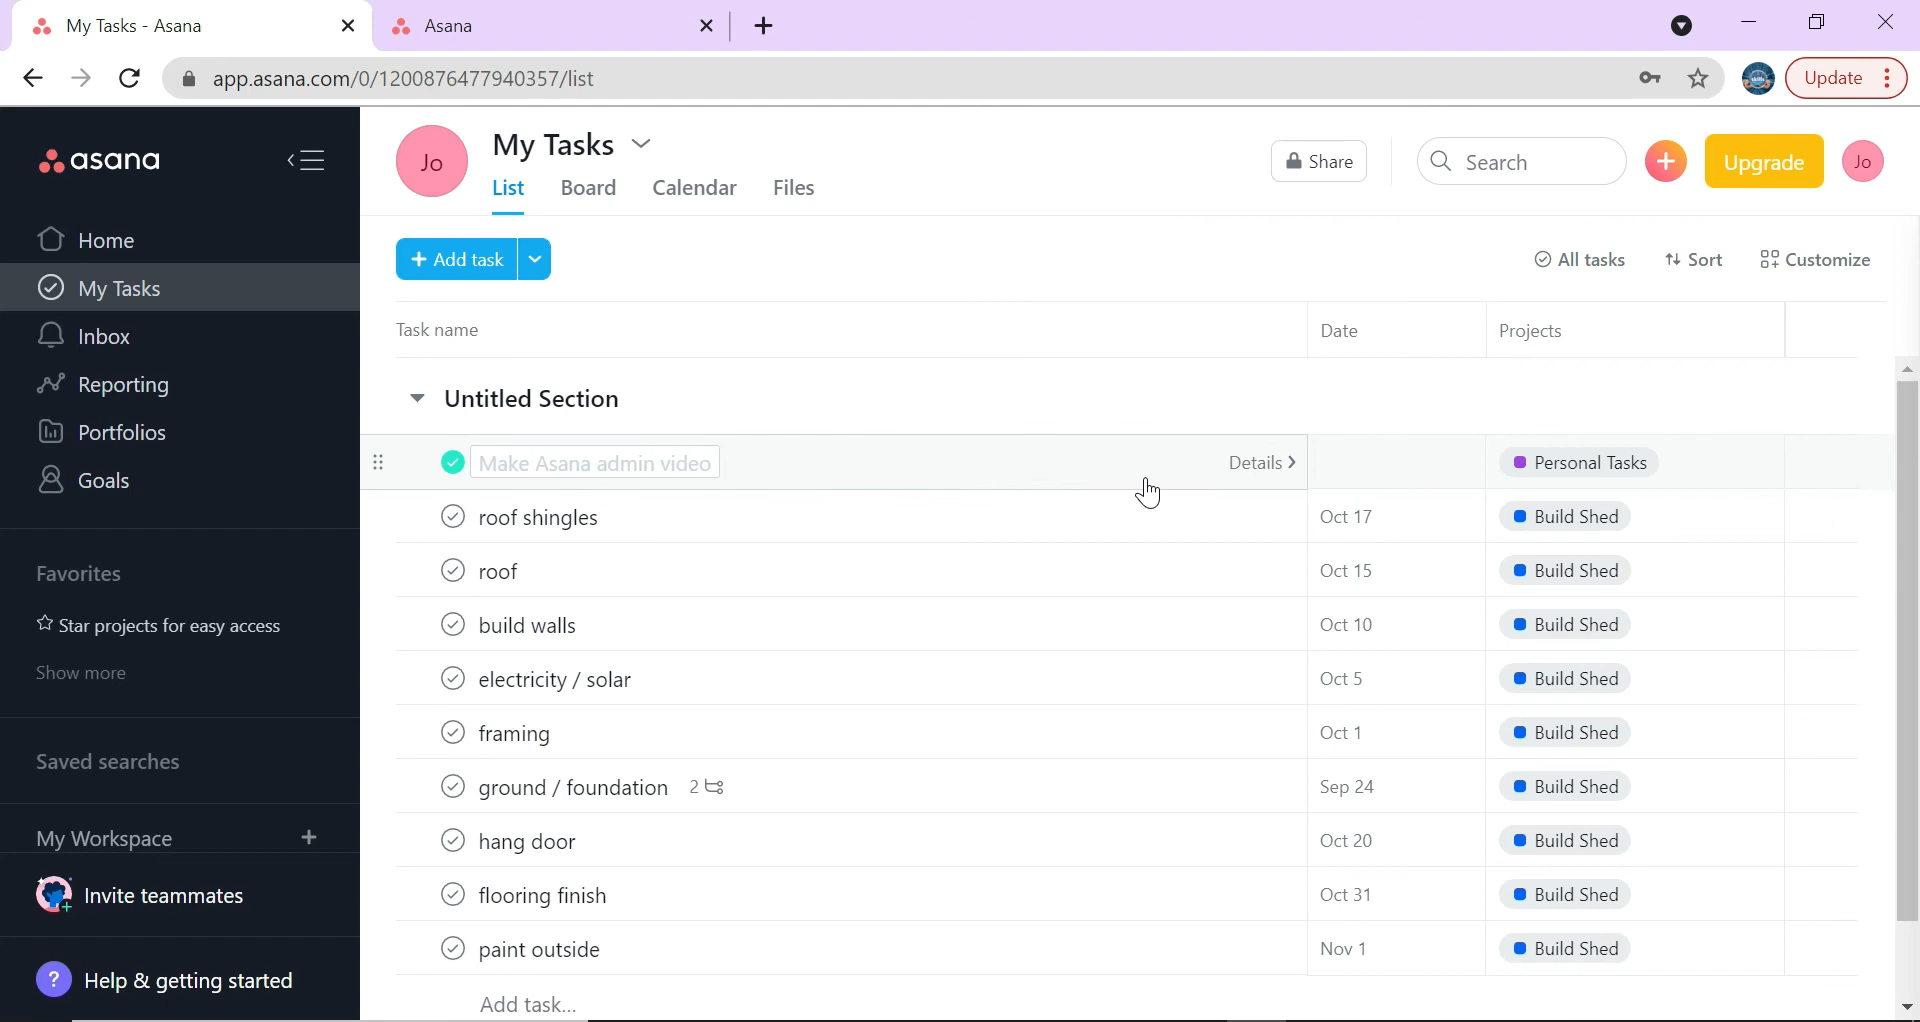 My Tasks - Asana
Asana
app.asana.com/0/1200876477940357/list
Update
asana
Home
My Tasks
Inbox
Reporting
Portfolios
Goals
Favorites
Star projects for easy access
Show more
Saved searches
My Workspace
Invite teammates
? Help & getting started
Jo
My Tasks
List Board Calendar Files
Share
Search
+
Upgrade
Jo
+ Add task
All tasks
Sort
Customize
Task name Date Projects
Untitled Section
Make Asana admin video Details > Personal Tasks
roof shingles Oct 17 Build Shed
roof Oct 15 Build Shed
build walls Oct 10 Build Shed
electricity / solar Oct 5 Build Shed
framing Oct 1 Build Shed
ground / foundation 2 Sep 24 Build Shed
hang door Oct 20 Build Shed
flooring finish Oct 31 Build Shed
paint outside Nov 1 Build Shed
Add task...